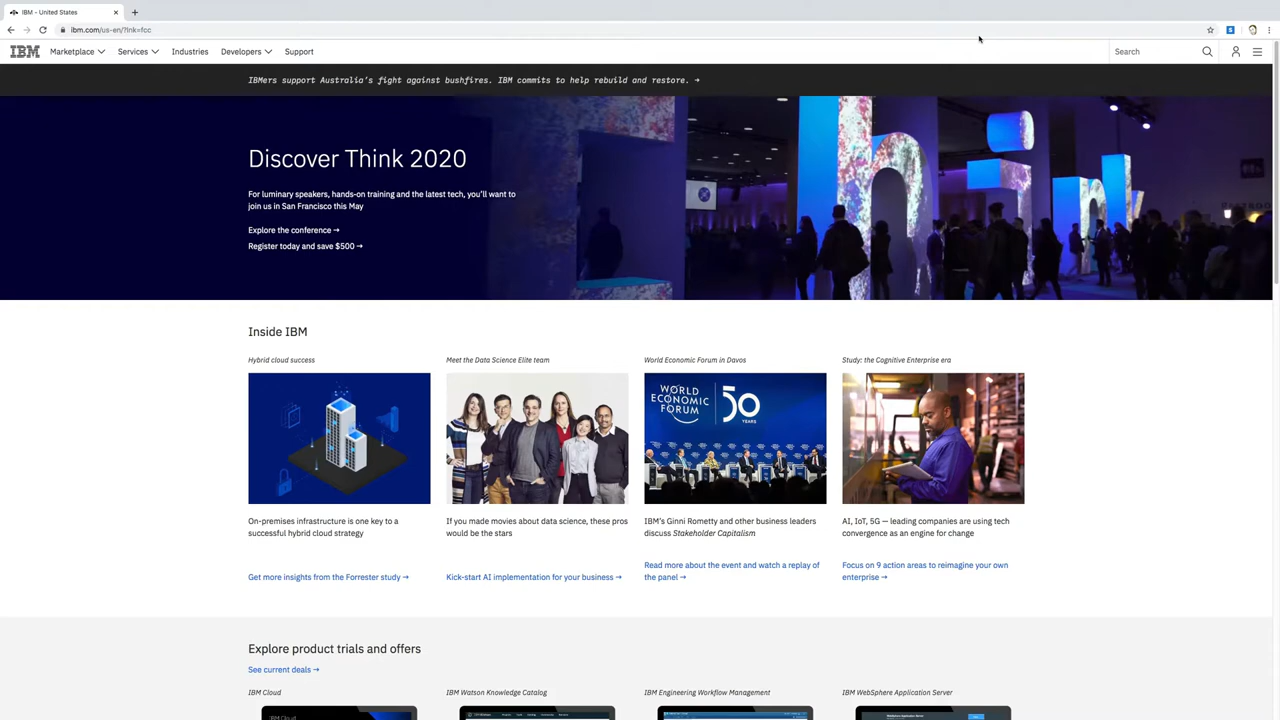 IBM - United States
ibm.com/us-en/?lnk=fcc
IBM Marketplace Services Industries Developers Support Search
IBMers support Australia's fight against bushfires. IBM commits to help rebuild and restore. →
Discover Think 2020
For luminary speakers, hands-on training and the latest tech, you'll want to
join us in San Francisco this May
Explore the conference →
Register today and save $500 →
Inside IBM
Hybrid cloud success
Meet the Data Science Elite team
World Economic Forum in Davos
Study: the Cognitive Enterprise era
WORLD
ECONOMIC
FORUM
50
YEARS
On-premises infrastructure is one key to a
successful hybrid cloud strategy
If you made movies about data science, these pros
would be the stars
IBM's Ginni Rometty and other business leaders
discuss Stakeholder Capitalism
AI, IoT, 5G — leading companies are using tech
convergence as an engine for change
Get more insights from the Forrester study →
Kick-start AI implementation for your business →
Read more about the event and watch a replay of
the panel →
Focus on 9 action areas to reimagine your own
enterprise →
Explore product trials and offers
See current deals →
IBM Cloud
IBM Watson Knowledge Catalog
IBM Engineering Workflow Management
IBM WebSphere Application Server
IBM Cloud